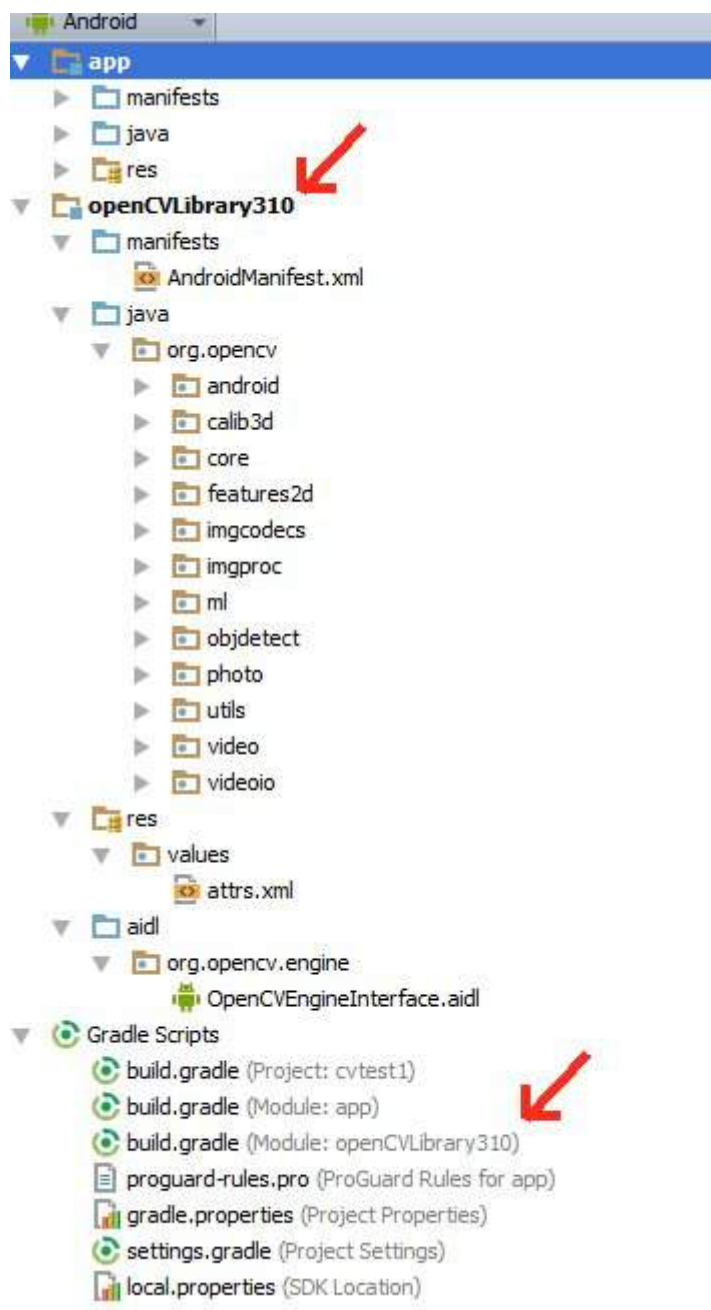 Android
app
manifests
java
res
openCVLibrary310
manifests
AndroidManifest.xml
java
org.opencv
android
calib3d
core
features2d
imgcodecs
imgproc
ml
objdetect
photo
utils
video
videoio
res
values
attrs.xml
aidl
org.opencv.engine
OpenCVEngineInterface.aidl
Gradle Scripts
build.gradle (Project: cvtest1)
build.gradle (Module: app)
build.gradle (Module: openCVLibrary310)
proguard-rules.pro (ProGuard Rules for app)
gradle.properties (Project Properties)
settings.gradle (Project Settings)
local.properties (SDK Location)